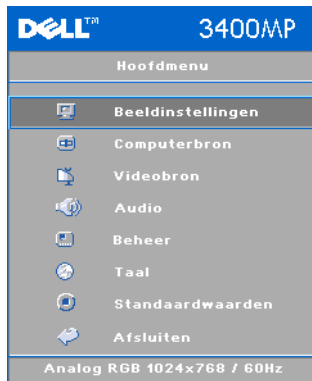 DELL™ 3400MP
Hoofdmenu
Beeldinstellingen
Computerbron
Videobron
Audio
Beheer
Taal
Standaardwaarden
Afsluiten
Analog RGB 1024x768 / 60Hz